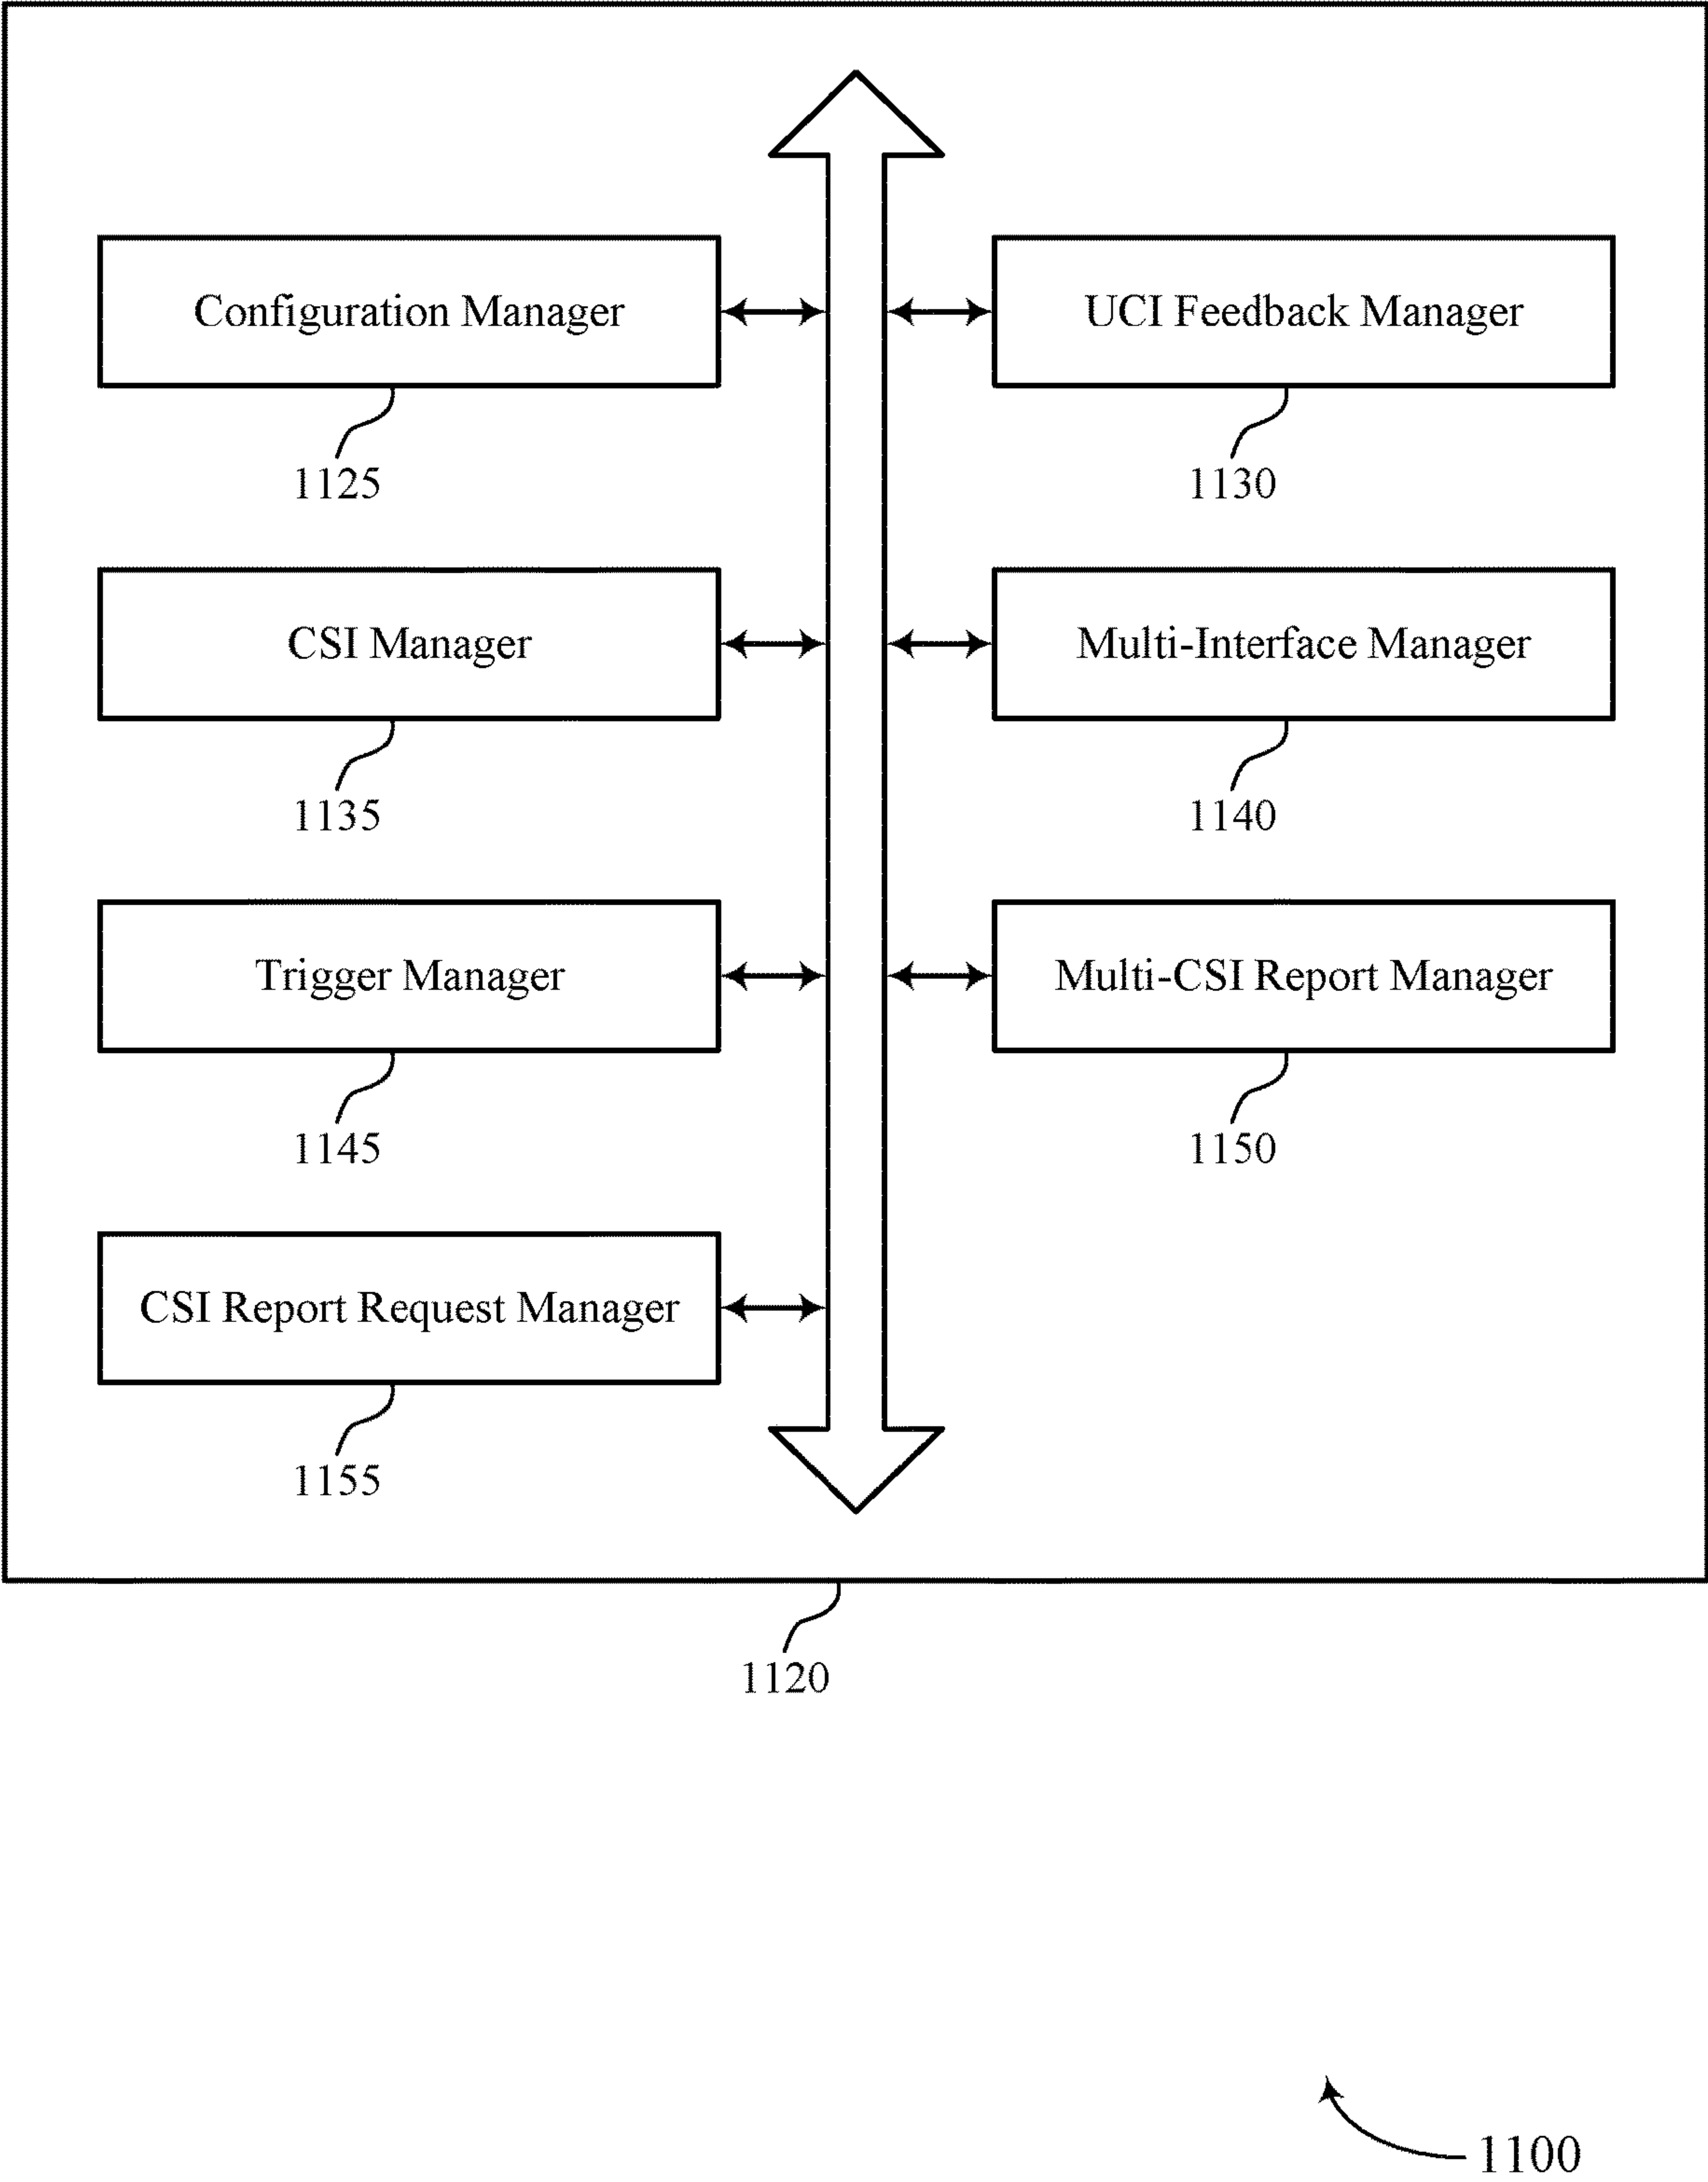 Configuration Manager
UCI Feedback Manager
1125
1130
CSI Manager
Multi-Interface Manager
1135
1140
Trigger Manager
Multi-CSI Report Manager
1145
1150
CSI Report Request Manager
1155
1120
1100